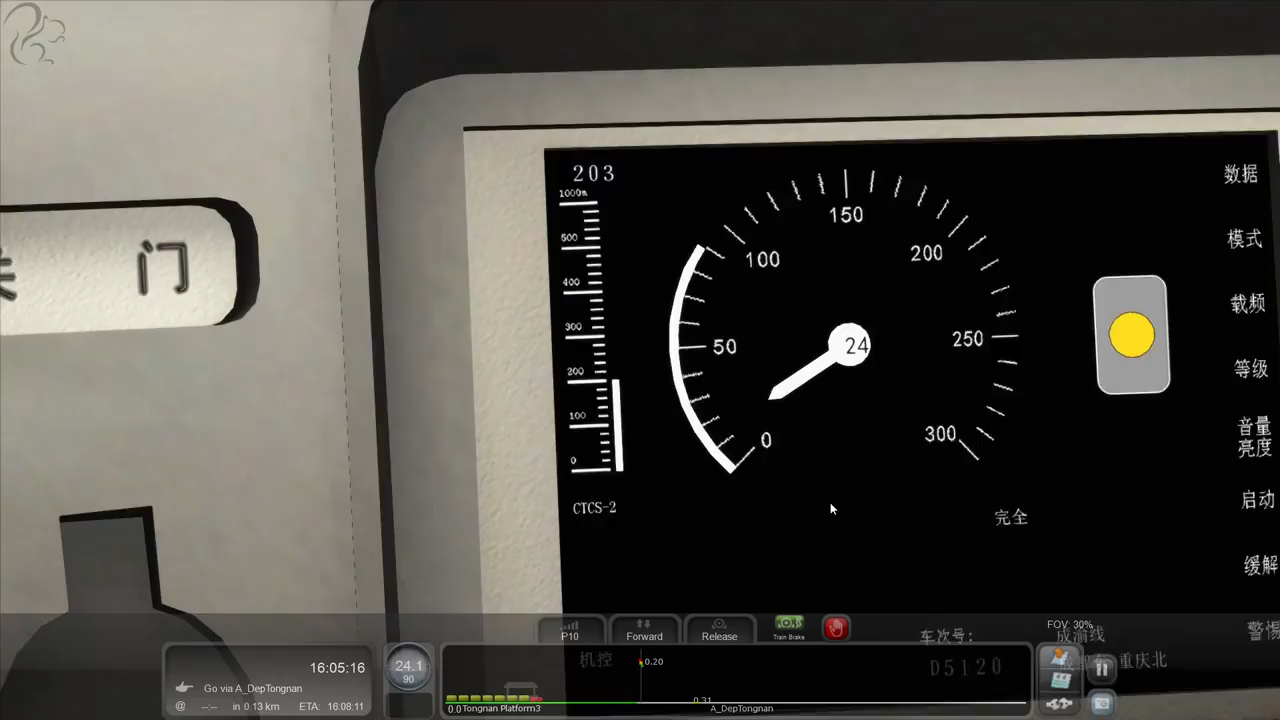 门
203
1000m
500
400
300
200
100
0
CTCS-2
0
50
100
150
200
250
300
24
完全
数据
模式
载频
等级
音量
亮度
启动
缓解
警惕
机控
车次号:
D5120
成渝线
重庆北
FOV: 30%
P10
Forward
Release
Train Brake
16:05:16
Go via A_DepTongnan
@ --:-- in 0.13 km ETA: 16:08:11
24.1
90
0.20
0.31
0.0 Tongnan Platform3
A_DepTongnan